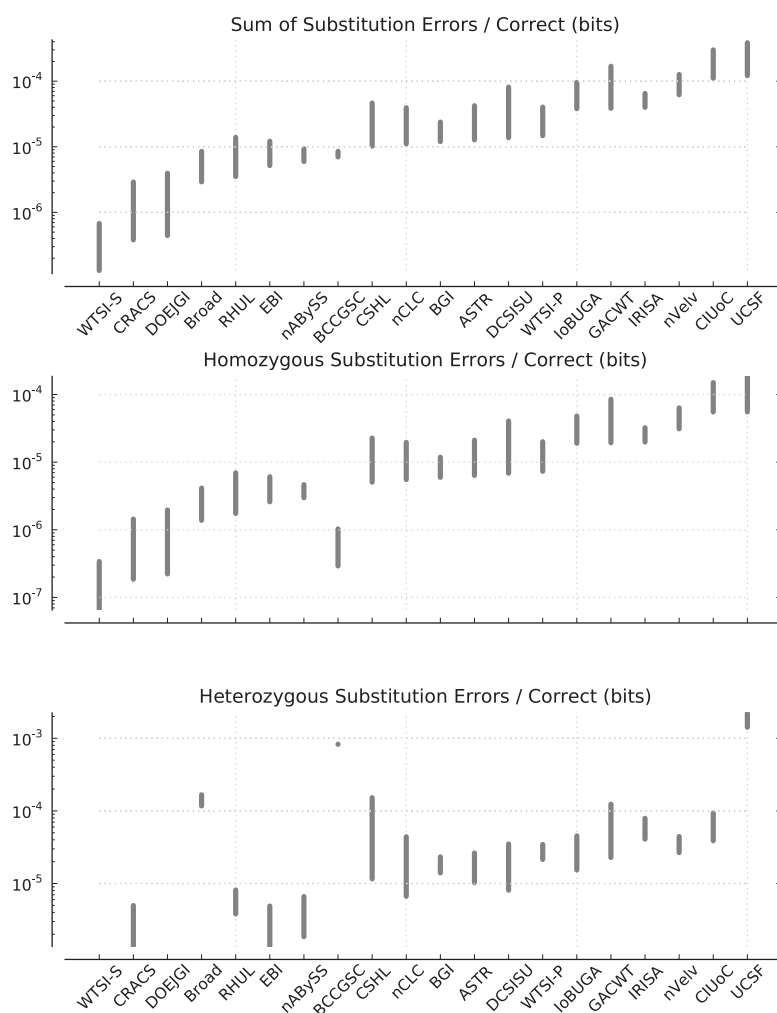 Sum of Substitution Errors / Correct (bits)
10-4
10-5
10-6
WTSI-S CRACS DOEJGI Broad RHUL EBI nABySS BCCGSC CSHL nCLC BGI ASTR DCSISU WTSI-P IoBUGA GACWT IRISA nVelv CIUoC UCSF
Homozygous Substitution Errors / Correct (bits)
10-4
10-5
10-6
10-7
Heterozygous Substitution Errors / Correct (bits)
10-3
10-4
10-5
WTSI-S CRACS DOEJGI Broad RHUL EBI nABySS BCCGSC CSHL nCLC BGI ASTR DCSISU WTSI-P IoBUGA GACWT IRISA nVelv CIUoC UCSF